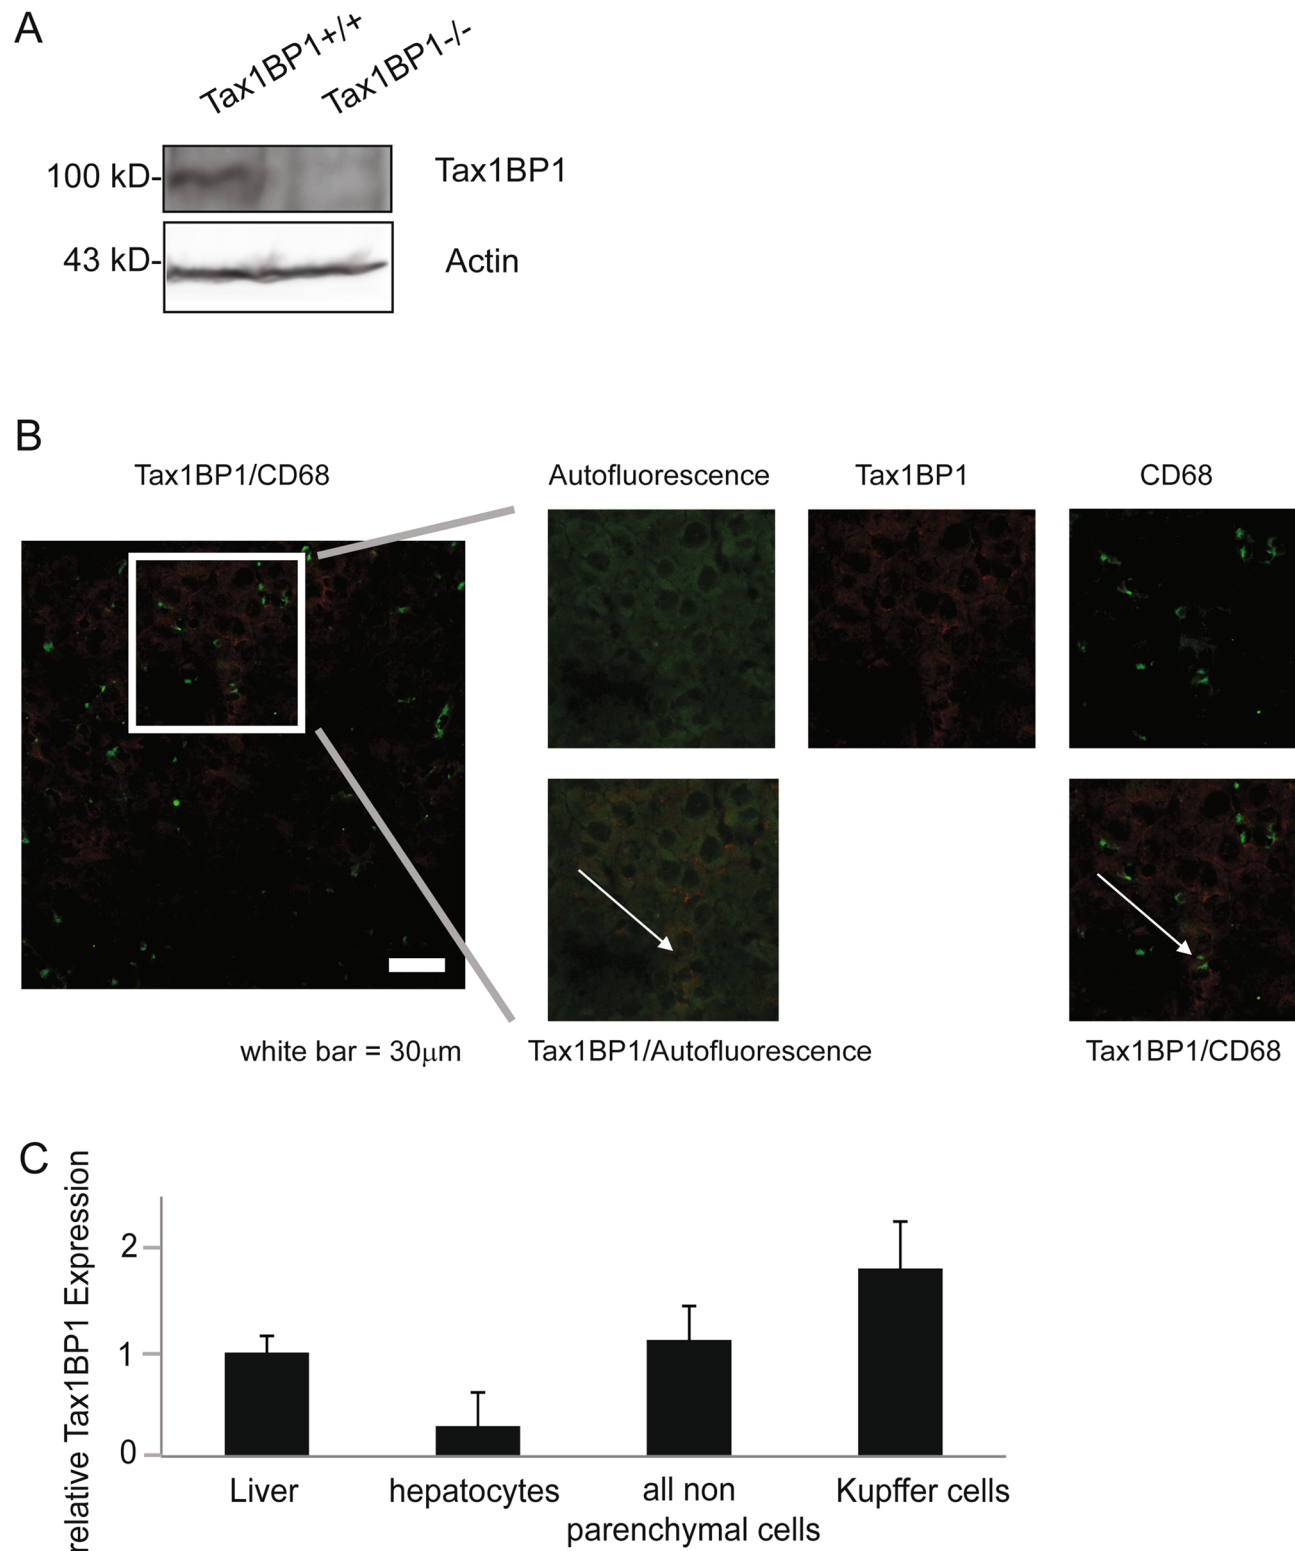 A
Tax1BP1+/+
Tax1BP1-/-
100 kD-
Tax1BP1
43 kD-
Actin
B
Tax1BP1/CD68
Autofluorescence
Tax1BP1
CD68
white bar = 30μm
Tax1BP1/Autofluorescence
Tax1BP1/CD68
C
relative Tax1BP1 Expression
2
1
0
Liver
hepatocytes
all non
parenchymal cells
Kupffer cells